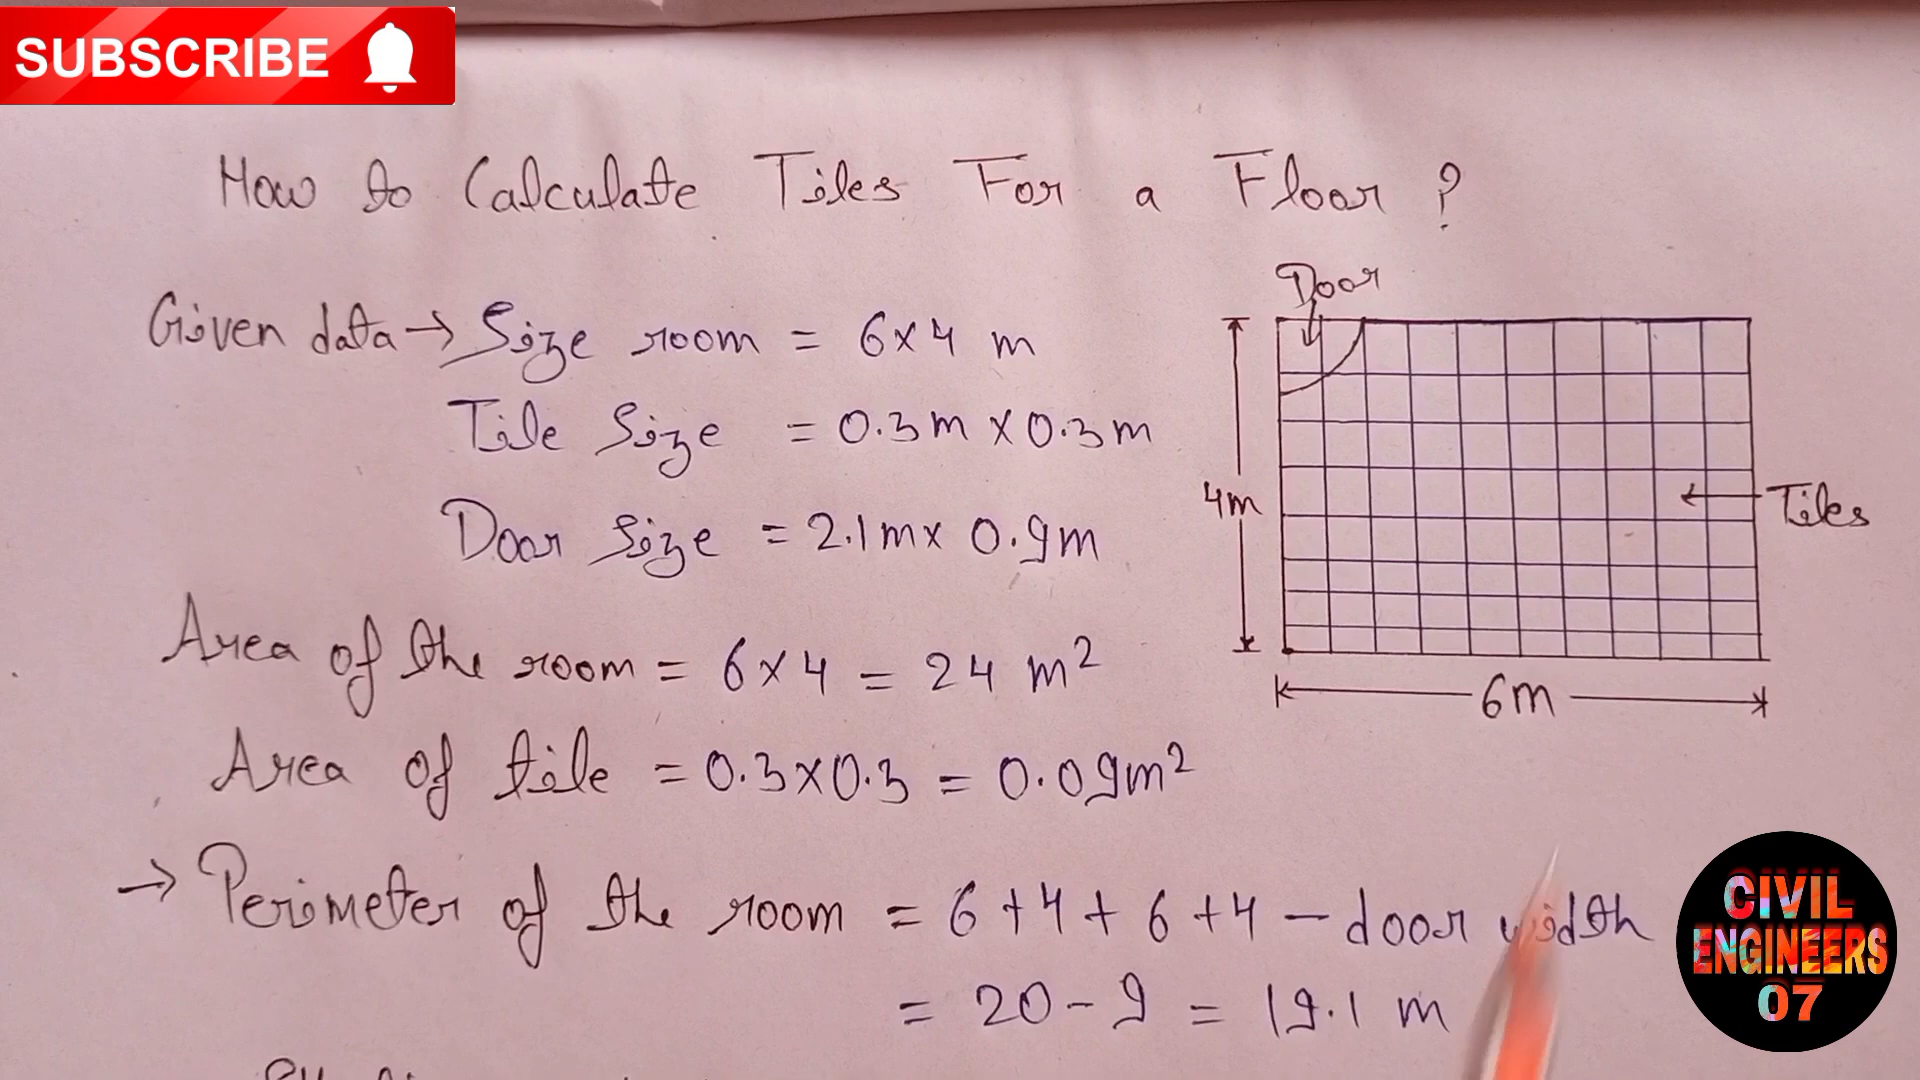 SUBSCRIBE
How to Calculate Tiles For a Floor ?
Given data → Size room = 6×4 m
Tile Size = 0.3m × 0.3m
Door Size = 2.1m× 0.9m
Area of the room = 6×4 = 24 m²
Area of tile = 0.3×0.3 = 0.09m²
→ Perimeter of the room = 6+4+6+4 – door width
= 20-9 = 19.1 m
Door
4m
Tiles
6m
CIVIL
ENGINEERS
07